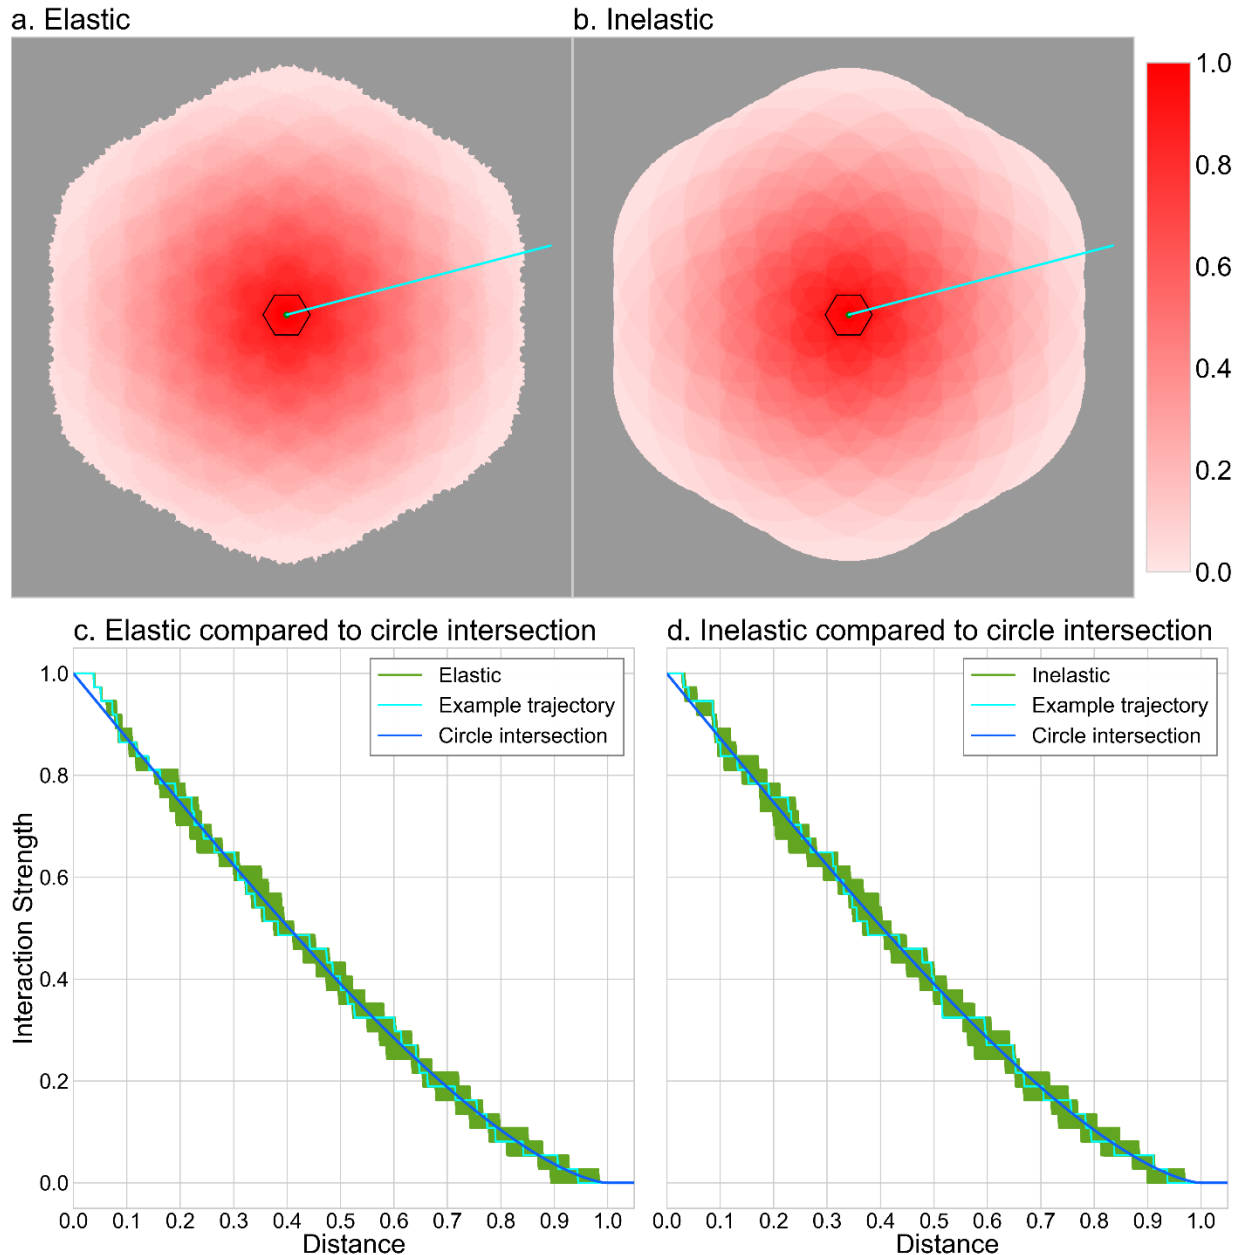 a. Elastic
b. Inelastic
1.0
0.8
0.6
0.4
0.2
0.0
c. Elastic compared to circle intersection
d. Inelastic compared to circle intersection
Elastic
Example trajectory
Circle intersection
Inelastic
Example trajectory
Circle intersection
Interaction Strength
1.0
0.8
0.6
0.4
0.2
0.0
0.0 0.1 0.2 0.3 0.4 0.5 0.6 0.7 0.8 0.9 1.0
Distance
0.0 0.1 0.2 0.3 0.4 0.5 0.6 0.7 0.8 0.9 1.0
Distance